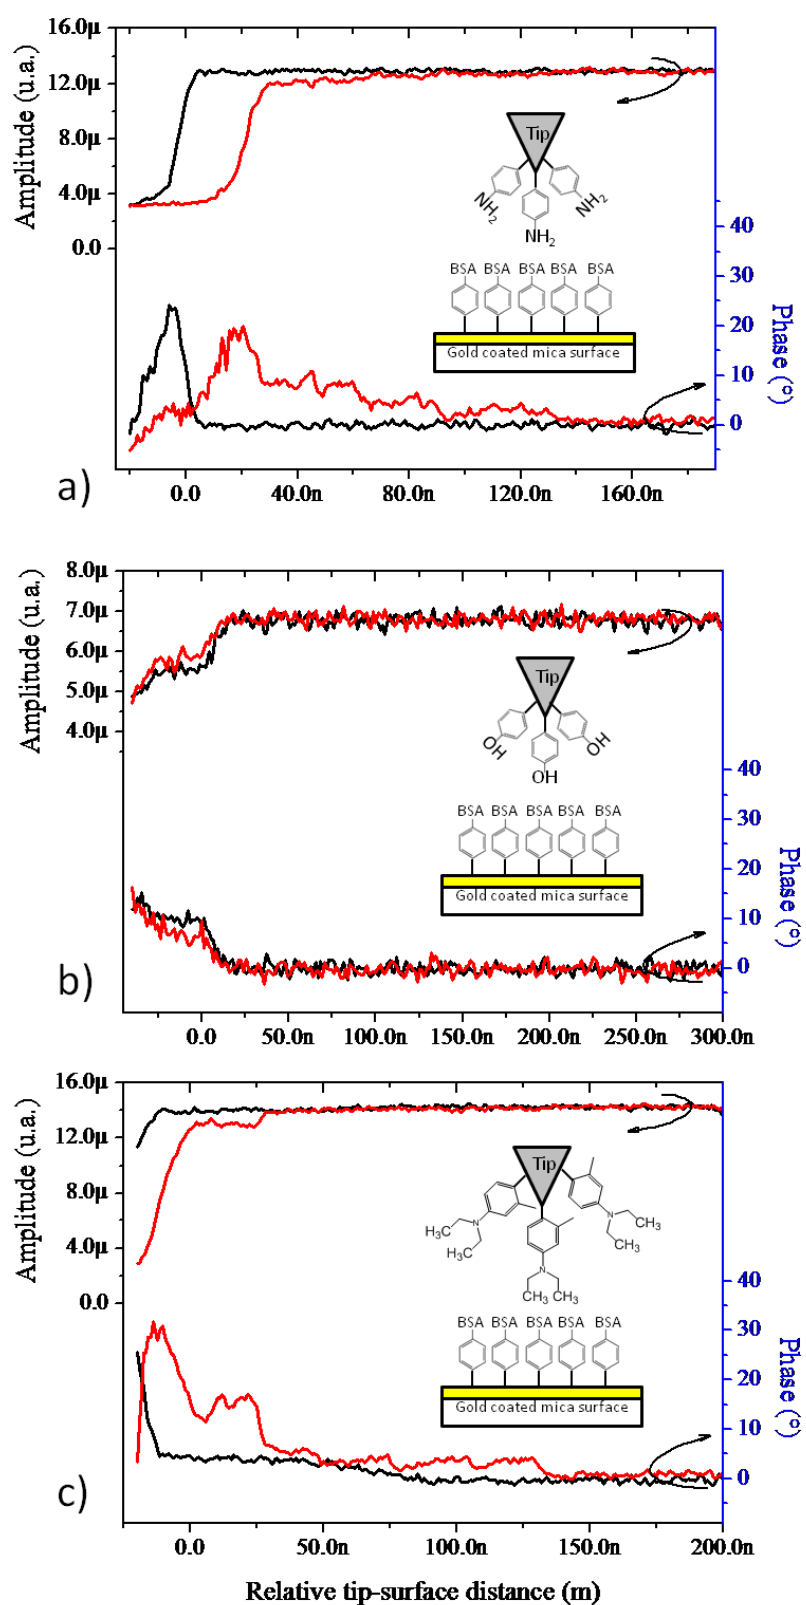 16.0μ
12.0μ
8.0μ
4.0μ
0.0
Amplitude (u.a.)
Tip
NH2
NH2
NH2
BSA BSA BSA BSA BSA
Gold coated mica surface
40
30
20
10
0
Phase (°)
a)
0.0 40.0n 80.0n 120.0n 160.0n
8.0μ
7.0μ
6.0μ
5.0μ
4.0μ
Amplitude (u.a.)
Tip
OH
OH
OH
BSA BSA BSA BSA BSA
Gold coated mica surface
40
30
20
10
0
Phase (°)
b)
0.0 50.0n 100.0n 150.0n 200.0n 250.0n 300.0n
16.0μ
12.0μ
8.0μ
4.0μ
0.0
Amplitude (u.a.)
Tip
N
H3C
H3C
N
CH3
CH3
N
CH3 CH3
BSA BSA BSA BSA BSA
Gold coated mica surface
40
30
20
10
0
Phase (°)
c)
0.0 50.0n 100.0n 150.0n 200.0n
Relative tip-surface distance (m)